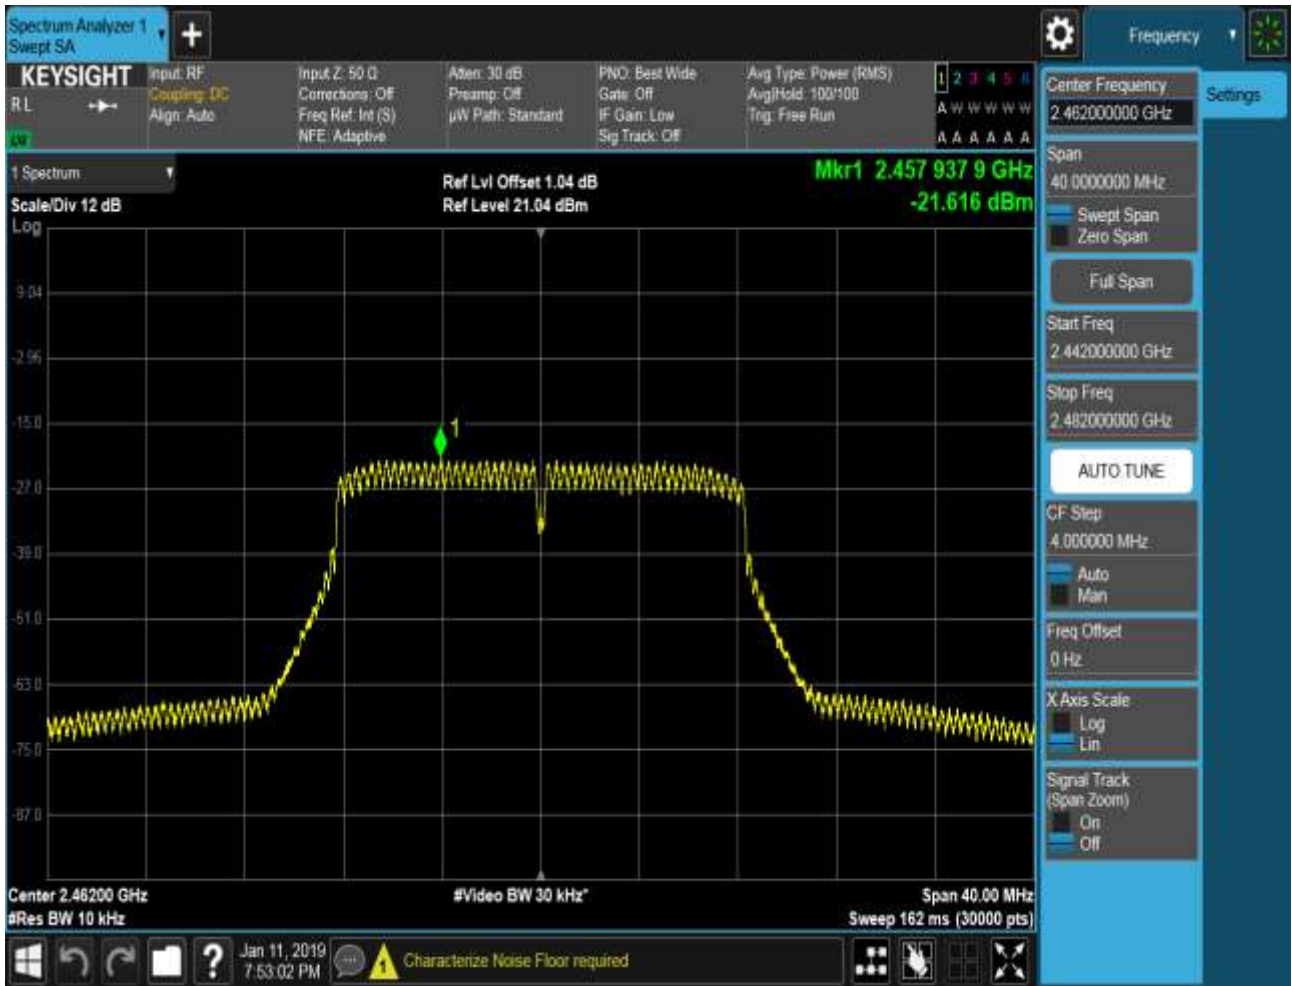 Spectrum Analyzer 1
Swept SA
+
Frequency
KEYSIGHT
R L
LXI
Input: RF
Coupling: DC
Align: Auto
Input Z: 50 Ω
Corrections: Off
Freq Ref: Int (S)
NFE: Adaptive
Atten: 30 dB
Preamp: Off
µW Path: Standard
PNO: Best Wide
Gate: Off
IF Gain: Low
Sig Track: Off
Avg Type: Power (RMS)
Avg|Hold: 100/100
Trig: Free Run
1 2 3 4 5 6
A W W W W W
A A A A A A
1 Spectrum
Scale/Div 12 dB
Log
Ref Lvl Offset 1.04 dB
Ref Level 21.04 dBm
Mkr1 2.457 937 9 GHz
-21.616 dBm
9.04
-2.96
-15.0
-27.0
-39.0
-51.0
-63.0
-75.0
-87.0
1
Center 2.46200 GHz
#Res BW 10 kHz
#Video BW 30 kHz*
Span 40.00 MHz
Sweep 162 ms (30000 pts)
Center Frequency
2.462000000 GHz
Settings
Span
40.0000000 MHz
Swept Span
Zero Span
Full Span
Start Freq
2.442000000 GHz
Stop Freq
2.482000000 GHz
AUTO TUNE
CF Step
4.000000 MHz
Auto
Man
Freq Offset
0 Hz
X Axis Scale
Log
Lin
Signal Track
(Span Zoom)
On
Off
?
Jan 11, 2019
7:53:02 PM
1
Characterize Noise Floor required